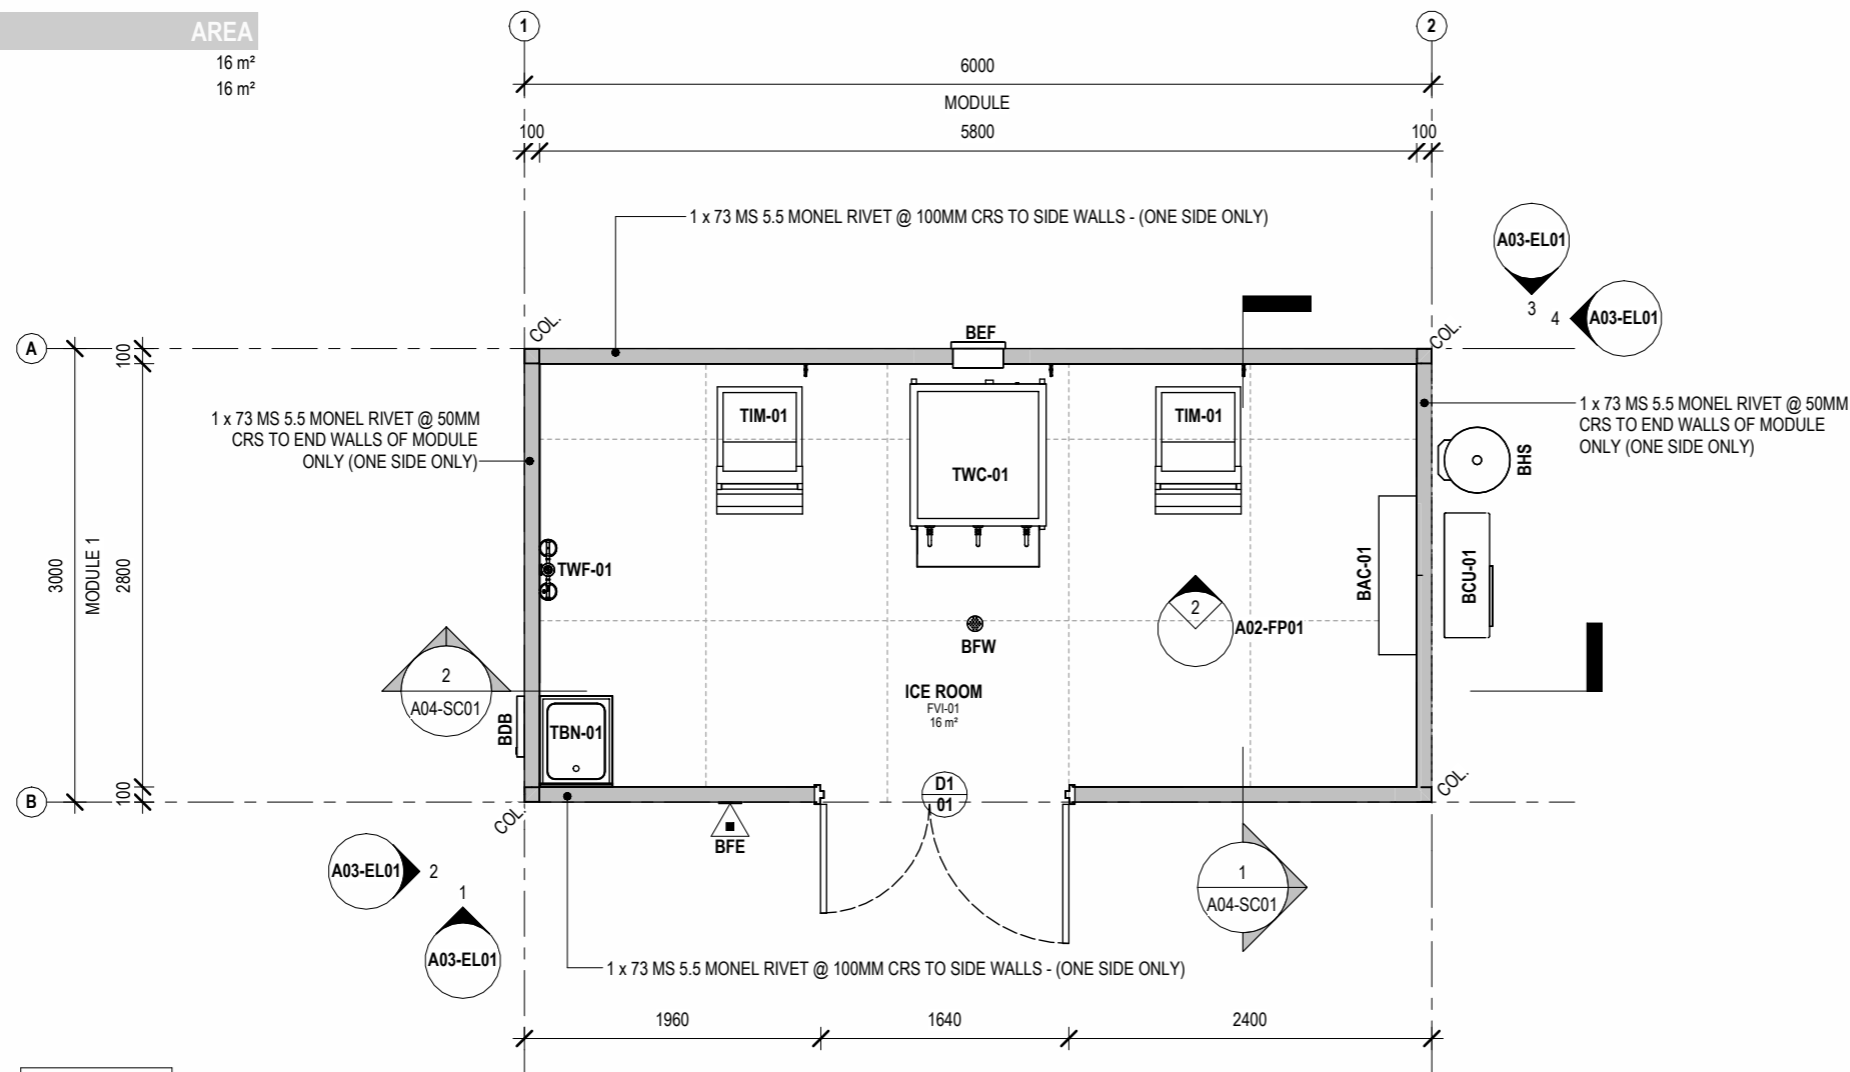 AREA
16 m²
16 m²
1
2
6000
MODULE
100
5800
100
1 x 73 MS 5.5 MONEL RIVET @ 100MM CRS TO SIDE WALLS - (ONE SIDE ONLY)
A03-EL01
3
4
A03-EL01
COL.
BEF
COL.
A
100
TIM-01
TIM-01
TWC-01
1 x 73 MS 5.5 MONEL RIVET @ 50MM
CRS TO END WALLS OF MODULE
ONLY (ONE SIDE ONLY)
1 x 73 MS 5.5 MONEL RIVET @ 50MM
CRS TO END WALLS OF MODULE
ONLY (ONE SIDE ONLY)
BHS
3000
MODULE 1
2800
TWF-01
BAC-01
BCU-01
2
A02-FP01
BFW
2
A04-SC01
ICE ROOM
FVI-01
16 m²
BDB
TBN-01
COL.
D1
01
B
100
COL.
BFE
A03-EL01
2
1
A03-EL01
1
A04-SC01
1 x 73 MS 5.5 MONEL RIVET @ 100MM CRS TO SIDE WALLS - (ONE SIDE ONLY)
1960
1640
2400